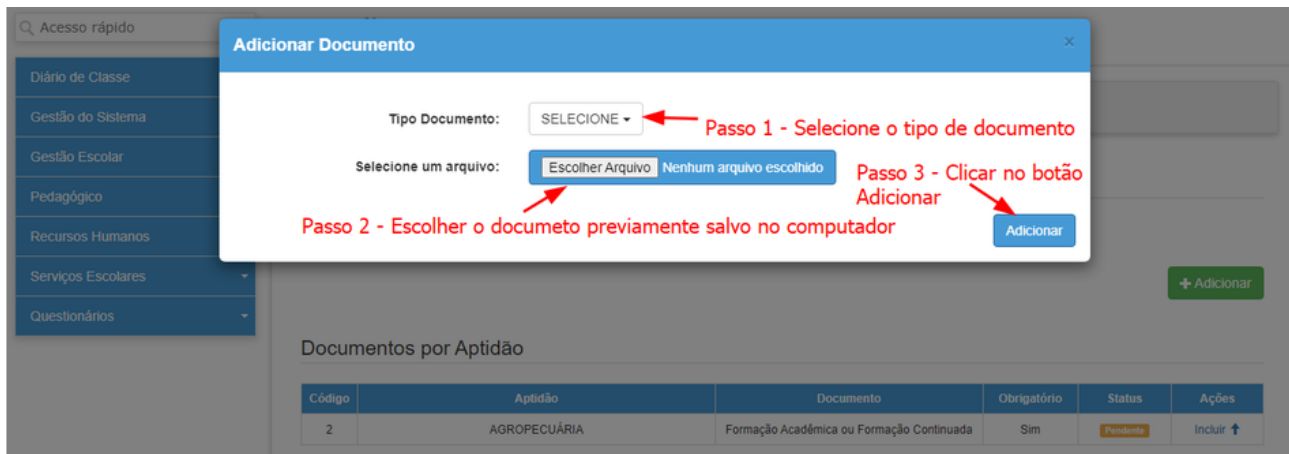 Acesso rápido
Adicionar Documento ×
Diário de Classe
Gestão do Sistema
Gestão Escolar
Pedagógico
Recursos Humanos
Serviços Escolares
Questionários
Tipo Documento: SELECIONE
Passo 1 - Selecione o tipo de documento
Selecione um arquivo: Escolher Arquivo Nenhum arquivo escolhido
Passo 3 - Clicar no botão
Adicionar
Passo 2 - Escolher o documeto previamente salvo no computador
Adicionar
+ Adicionar
Documentos por Aptidão
Código Aptidão Documento Obrigatório Status Ações
2 AGROPECUÁRIA Formação Acadêmica ou Formação Continuada Sim Pendente Incluir